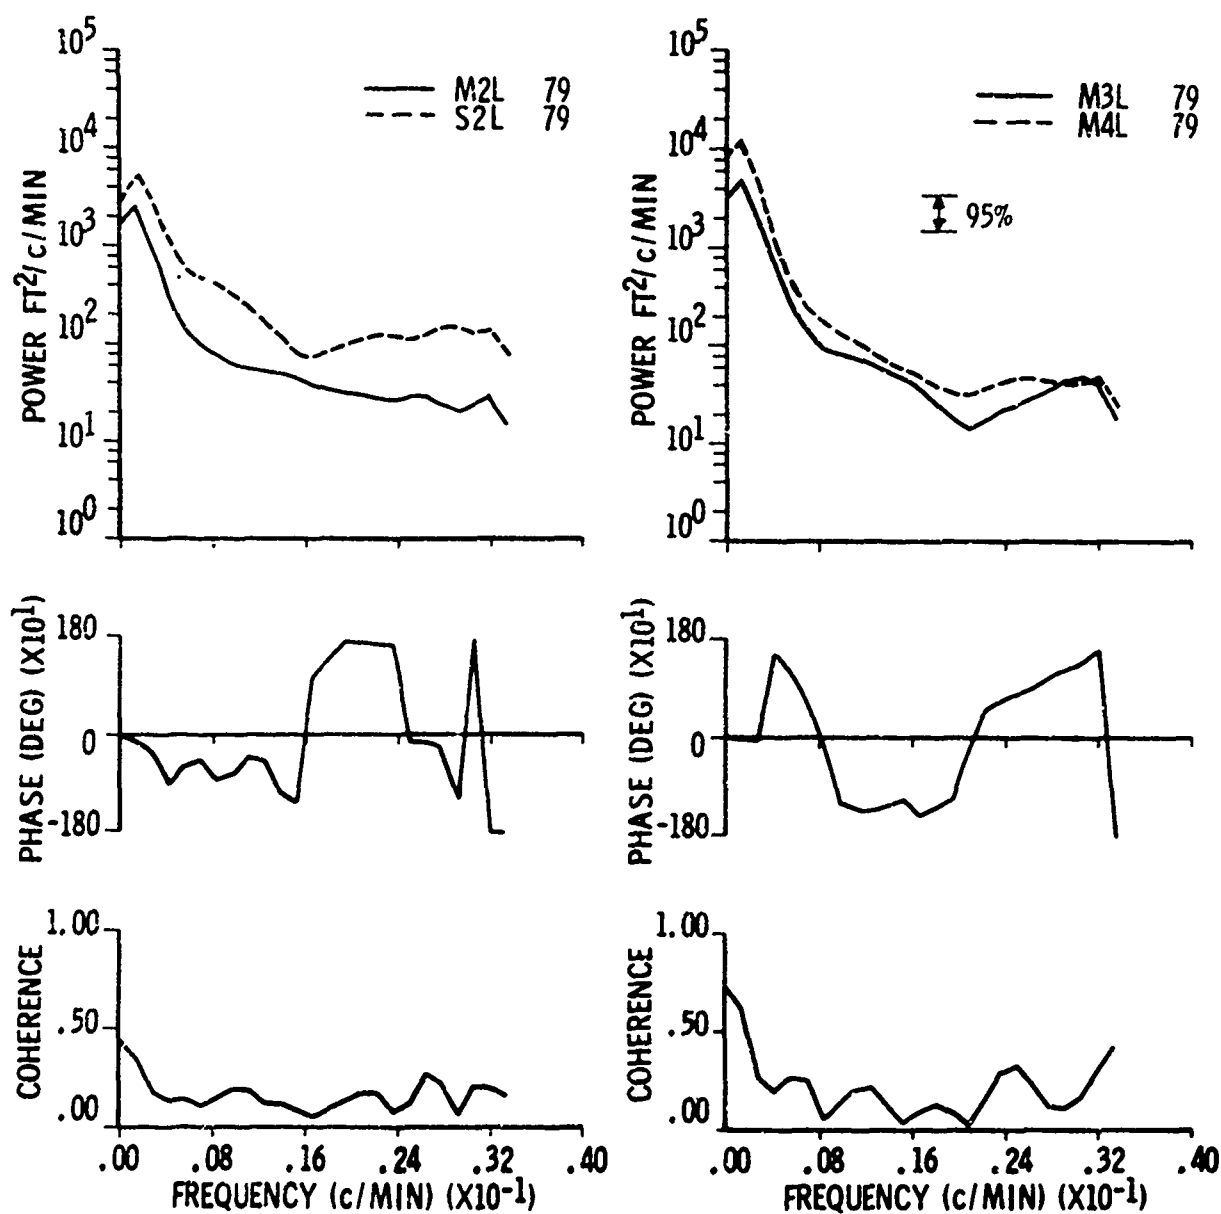 10^5
10^4
10^3
10^2
10^1
10^0
POWER FT^2/c/MIN
M2L 79
S2L 79
180
0
-180
PHASE (DEG) (X10^1)
1.00
.50
.00
COHERENCE
.00 .08 .16 .24 .32 .40
FREQUENCY (c/MIN) (X10^-1)
10^5
10^4
10^3
10^2
10^1
10^0
POWER FT^2/c/MIN
M3L 79
M4L 79
95%
180
0
-180
PHASE (DEG) (X10^1)
1.00
.50
.00
COHERENCE
.00 .08 .16 .24 .32 .40
FREQUENCY (c/MIN) (X10^-1)